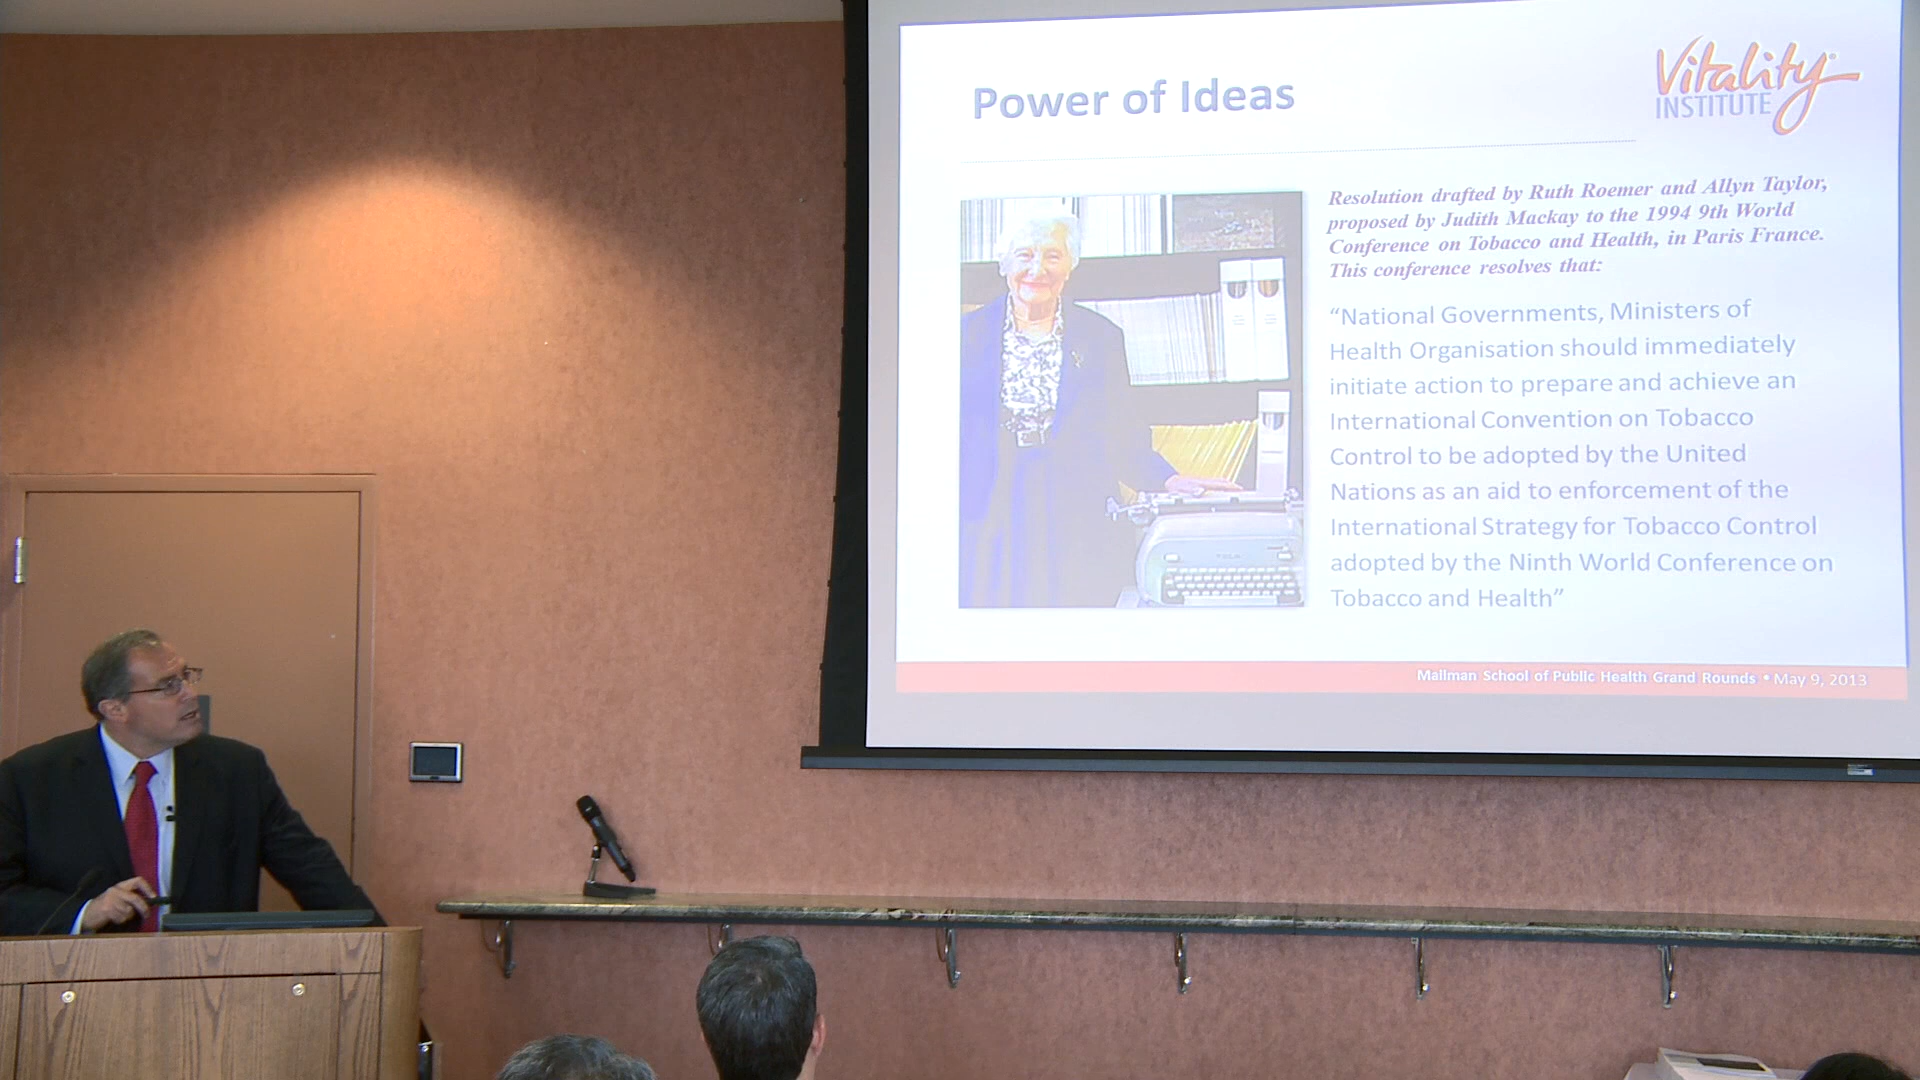 Power of Ideas
Vitality
INSTITUTE
Resolution drafted by Ruth Roemer and Allyn Taylor,
proposed by Judith Mackay to the 1994 9th World
Conference on Tobacco and Health, in Paris France.
This conference resolves that:
“National Governments, Ministers of
Health Organisation should immediately
initiate action to prepare and achieve an
International Convention on Tobacco
Control to be adopted by the United
Nations as an aid to enforcement of the
International Strategy for Tobacco Control
adopted by the Ninth World Conference on
Tobacco and Health”
Mailman School of Public Health Grand Rounds • May 9, 2013